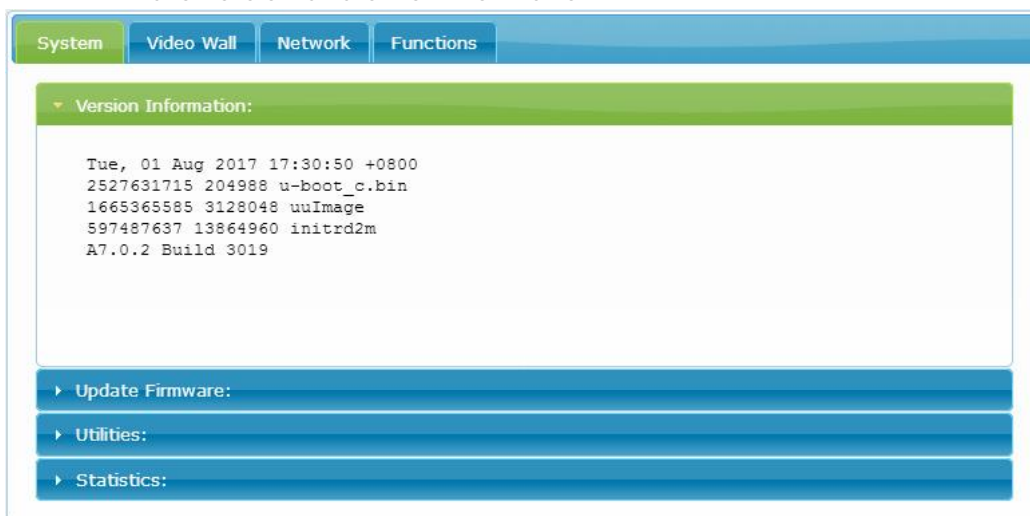 System Video Wall Network Functions
Version Information:
Tue, 01 Aug 2017 17:30:50 +0800
2527631715 204988 u-boot_c.bin
1665365585 3128048 uuImage
597487637 13864960 initrd2m
A7.0.2 Build 3019
Update Firmware:
Utilities:
Statistics: